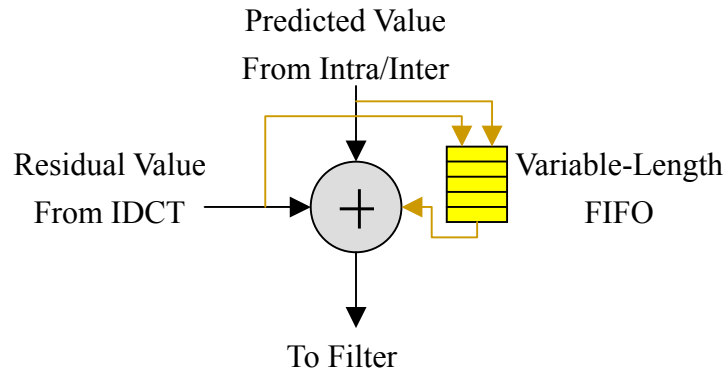 Predicted Value
From Intra/Inter
Residual Value
From IDCT
+
Variable-Length
FIFO
To Filter